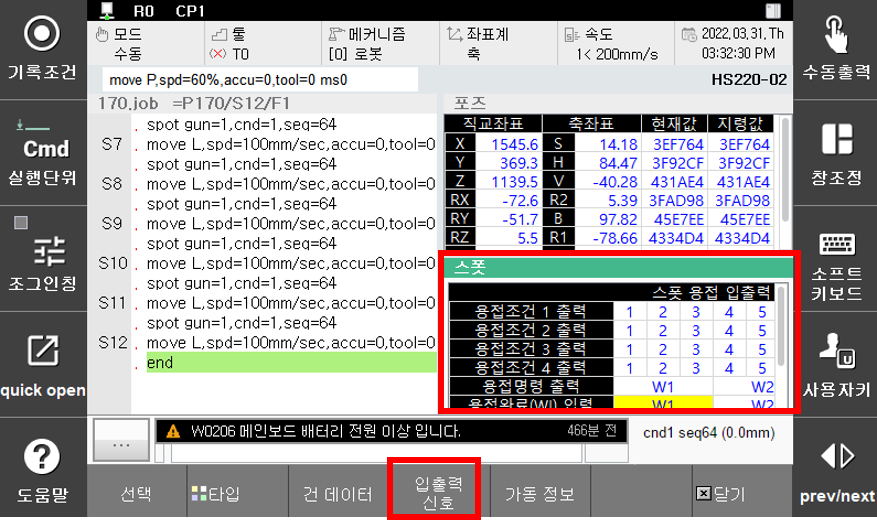 R0 CP1
기록조건
모드
수동
툴
(X) T0
메커니즘
[0] 로봇
좌표계
축
속도
1< 200mm/s
2022.03.31, Th
03:32:30 PM
수동출력
move P,spd=60%,accu=0,tool=0 ms0
HS220-02
170.job =P170/S12/F1
포즈
Cmd
실행단위
spot gun=1,cnd=1,seq=64
S7 move L,spd=100mm/sec,accu=0,tool=0
spot gun=1,cnd=1,seq=64
S8 move L,spd=100mm/sec,accu=0,tool=0
spot gun=1,cnd=1,seq=64
S9 move L,spd=100mm/sec,accu=0,tool=0
spot gun=1,cnd=1,seq=64
S10 move L,spd=100mm/sec,accu=0,tool=0
spot gun=1,cnd=1,seq=64
S11 move L,spd=100mm/sec,accu=0,tool=0
spot gun=1,cnd=1,seq=64
S12 move L,spd=100mm/sec,accu=0,tool=0
end
직교좌표 축좌표 현재값 지령값
X 1545.6 S 14.18 3EF764 3EF764
Y 369.3 H 84.47 3F92CF 3F92CF
Z 1139.5 V -40.28 431AE4 431AE4
RX -72.6 R2 5.39 3FAD98 3FAD98
RY -51.7 B 97.82 45E7EE 45E7EE
RZ 5.5 R1 -78.66 4334D4 4334D4
창조정
조그인칭
스폿
스폿 용접 입출력
용접조건 1 출력 1 2 3 4 5
용접조건 2 출력 1 2 3 4 5
용접조건 3 출력 1 2 3 4 5
용접조건 4 출력 1 2 3 4 5
용접명령 출력 W1 W2
용접완료(WI) 입력 W1 W2
소프트
키보드
quick open
사용자키
...
W0206 메인보드 배터리 전원 이상 입니다.
466분 전
cnd1 seq64 (0.0mm)
도움말
선택
타입
건 데이터
입출력
신호
가동 정보
닫기
prev/next